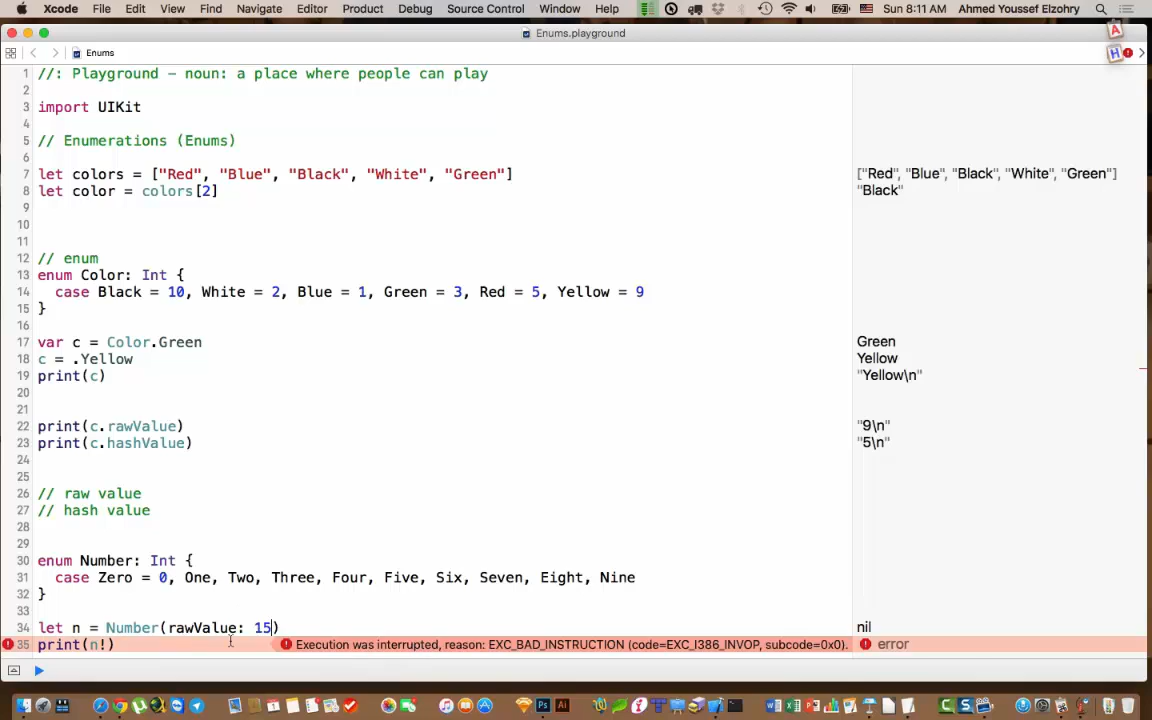 Xcode File Edit View Find Navigate Editor Product Debug Source Control Window Help Sun 8:11 AM Ahmed Youssef Elzohry
Enums.playground
Enums
1 //: Playground – noun: a place where people can play
2
3 import UIKit
4
5 // Enumerations (Enums)
6
7 let colors = ["Red", "Blue", "Black", "White", "Green"] ["Red", "Blue", "Black", "White", "Green"]
8 let color = colors[2] "Black"
9
10
11
12 // enum
13 enum Color: Int {
14 case Black = 10, White = 2, Blue = 1, Green = 3, Red = 5, Yellow = 9
15 }
16
17 var c = Color.Green Green
18 c = .Yellow Yellow
19 print(c) "Yellow\n"
20
21
22 print(c.rawValue) "9\n"
23 print(c.hashValue) "5\n"
24
25
26 // raw value
27 // hash value
28
29
30 enum Number: Int {
31 case Zero = 0, One, Two, Three, Four, Five, Six, Seven, Eight, Nine
32 }
33
34 let n = Number(rawValue: 15) nil
35 print(n!) Execution was interrupted, reason: EXC_BAD_INSTRUCTION (code=EXC_I386_INVOP, subcode=0x0). error